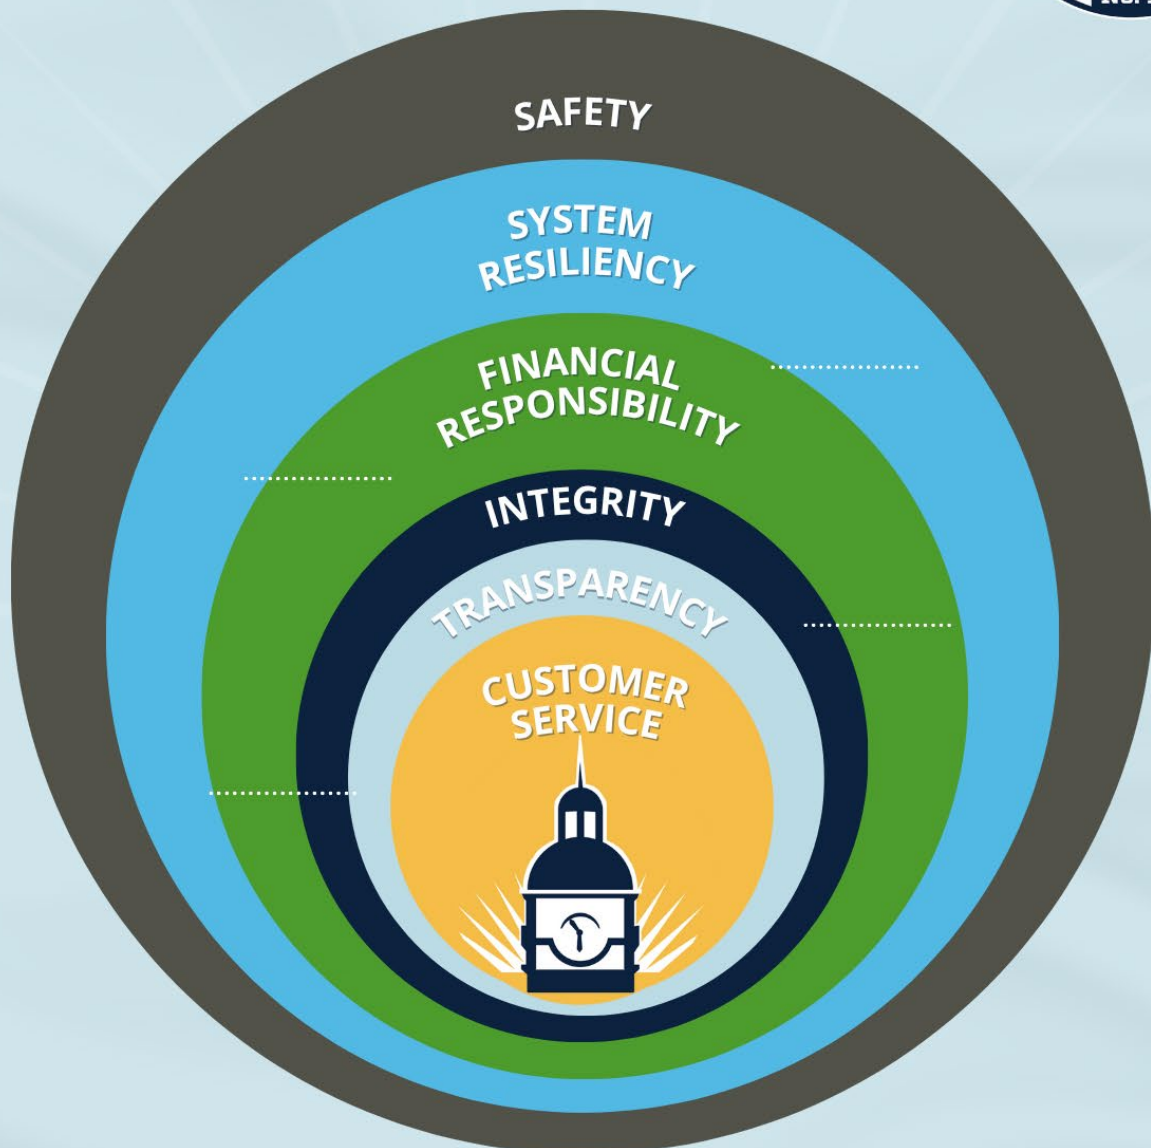 SAFETY
SYSTEM
RESILIENCY
FINANCIAL
RESPONSIBILITY
INTEGRITY
TRANSPARENCY
CUSTOMER
SERVICE